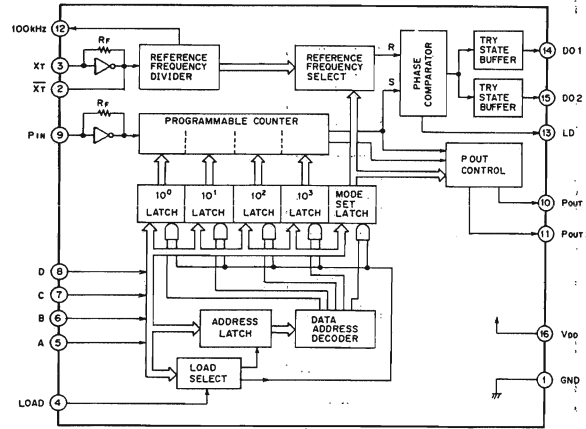 100kHz 12
XT 3
XT 2
RF
REFERENCE FREQUENCY DIVIDER
REFERENCE FREQUENCY SELECT
R
S
PHASE COMPARATOR
TRY STATE BUFFER
14 DO1
TRY STATE BUFFER
15 DO2
13 LD
PIN 9
RF
PROGRAMMABLE COUNTER
P OUT CONTROL
10 POUT
11 POUT
10⁰ LATCH
10¹ LATCH
10² LATCH
10³ LATCH
MODE SET LATCH
D 8
C 7
B 6
A 5
ADDRESS LATCH
DATA ADDRESS DECODER
LOAD SELECT
LOAD 4
16 VDD
1 GND